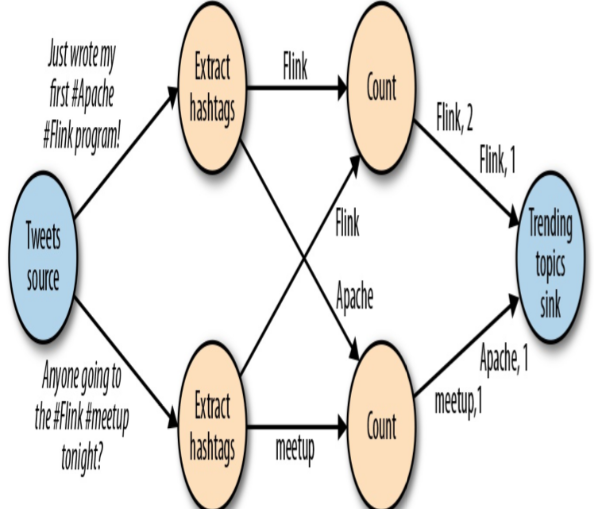 Just wrote my
first #Apache
#Flink program!
Extract
hashtags
Flink
Count
Flink, 2
Flink, 1
Tweets
source
Flink
Apache
Trending
topics
sink
Anyone going to
the #Flink #meetup
tonight?
Extract
hashtags
meetup
Count
Apache, 1
meetup,1